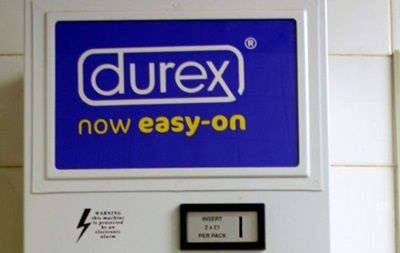 durex®
now easy-on
WARNING
this machine
is protected
by an
electronic
alarm
INSERT
2 x £1
PER PACK